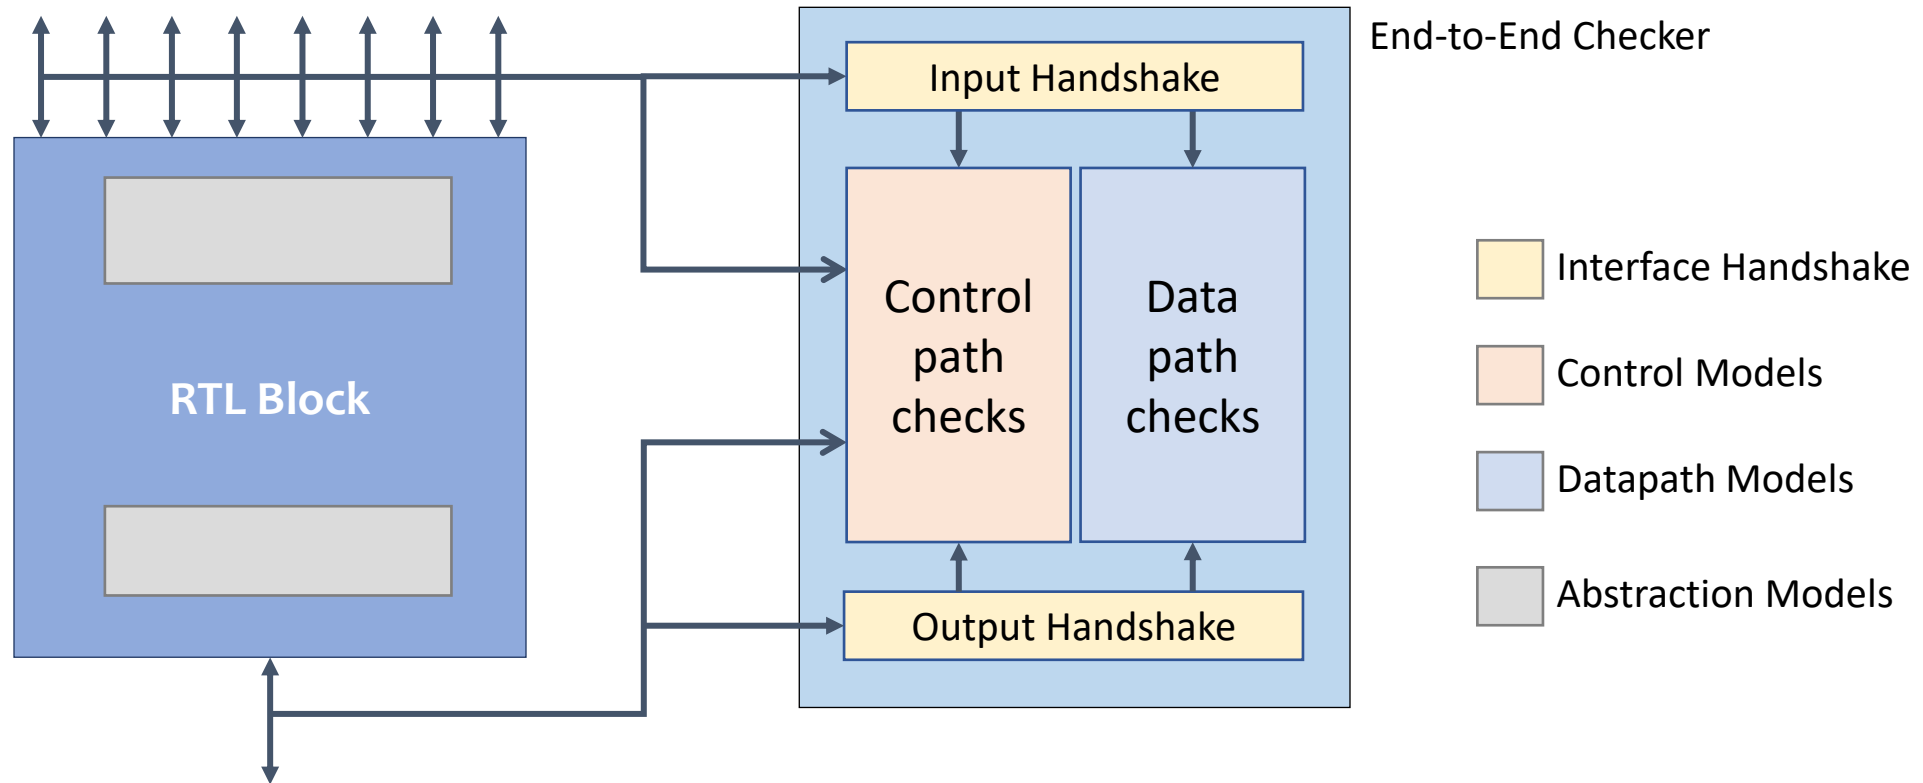 End-to-End Checker
Input Handshake
Control
path
checks
Data
path
checks
RTL Block
Output Handshake
Interface Handshake
Control Models
Datapath Models
Abstraction Models